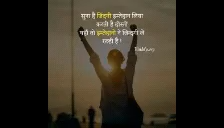 सुना है जिंदगी इम्तेहान लिया
करती है दोस्तो
यहाँ तो इम्तेहानों ने जिंदगी ले
रखी है !